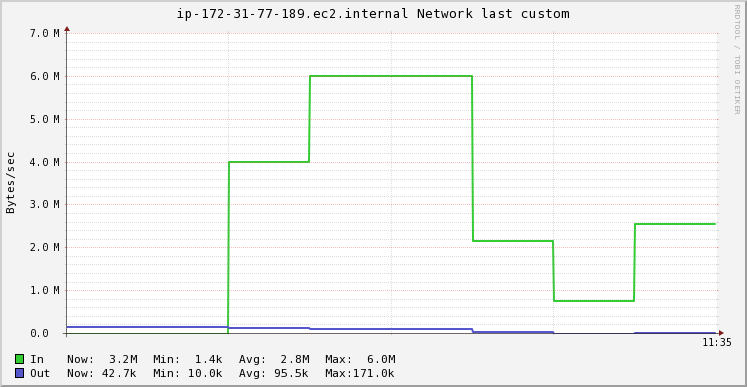 ip-172-31-77-189.ec2.internal Network last custom
RRDTOOL / TOBI OETIKER
Bytes/sec
7.0 M
6.0 M
5.0 M
4.0 M
3.0 M
2.0 M
1.0 M
0.0
11:35
In Now: 3.2M Min: 1.4k Avg: 2.8M Max: 6.0M
Out Now: 42.7k Min: 10.0k Avg: 95.5k Max:171.0k